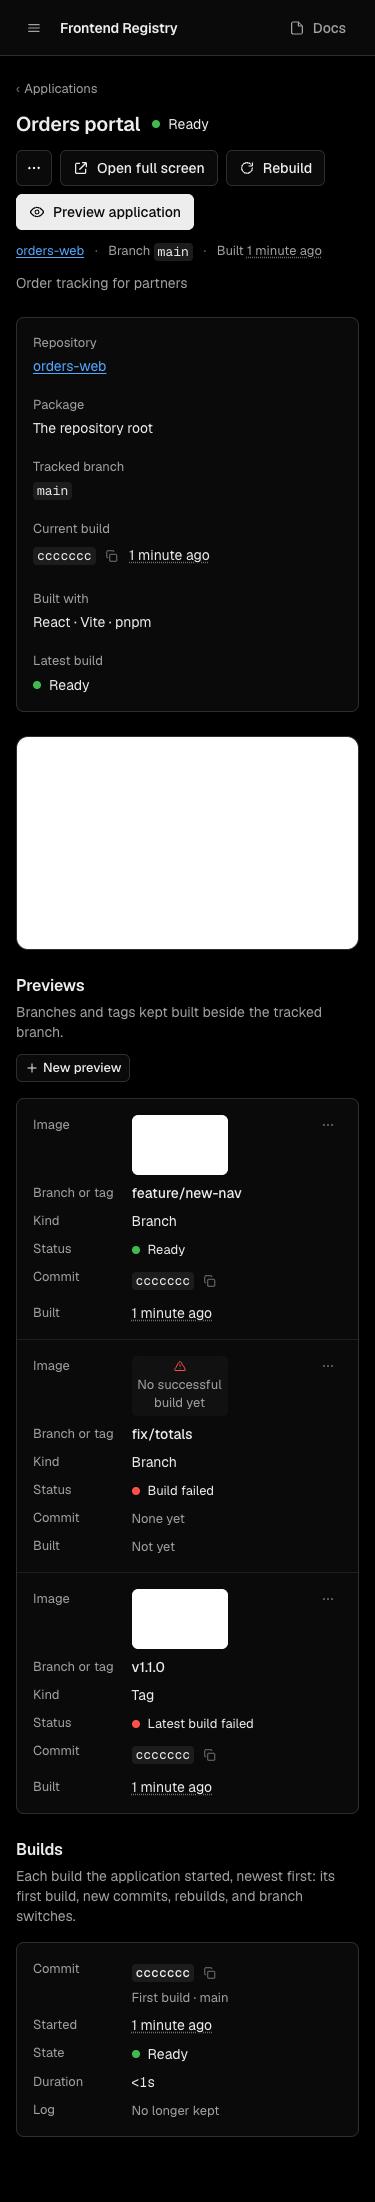 Frontend Registry
Docs
‹ Applications
Orders portal
Ready
Open full screen
Rebuild
Preview application
orders-web · Branch main · Built 1 minute ago
Order tracking for partners
Repository
orders-web
Package
The repository root
Tracked branch
main
Current build
ccccccc 1 minute ago
Built with
React · Vite · pnpm
Latest build
Ready
Previews
Branches and tags kept built beside the tracked
branch.
New preview
Image
Branch or tag feature/new-nav
Kind Branch
Status Ready
Commit ccccccc
Built 1 minute ago
Image
No successful
build yet
Branch or tag fix/totals
Kind Branch
Status Build failed
Commit None yet
Built Not yet
Image
Branch or tag v1.1.0
Kind Tag
Status Latest build failed
Commit ccccccc
Built 1 minute ago
Builds
Each build the application started, newest first: its
first build, new commits, rebuilds, and branch
switches.
Commit ccccccc
First build · main
Started 1 minute ago
State Ready
Duration <1s
Log No longer kept